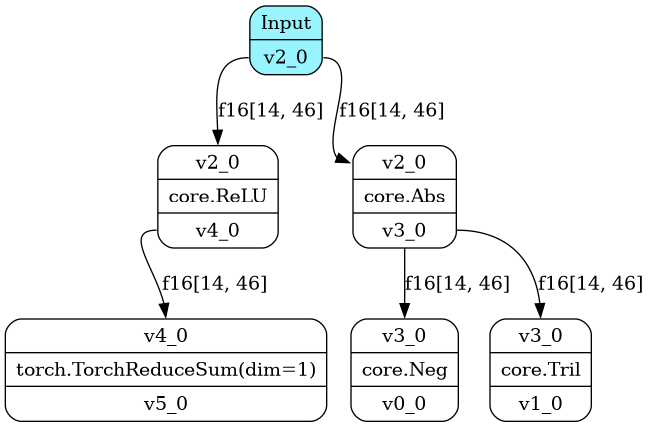 Input
v2_0
f16[14, 46]
f16[14, 46]
v2_0
core.ReLU
v4_0
v2_0
core.Abs
v3_0
f16[14, 46]
f16[14, 46]
f16[14, 46]
v4_0
torch.TorchReduceSum(dim=1)
v5_0
v3_0
core.Neg
v0_0
v3_0
core.Tril
v1_0